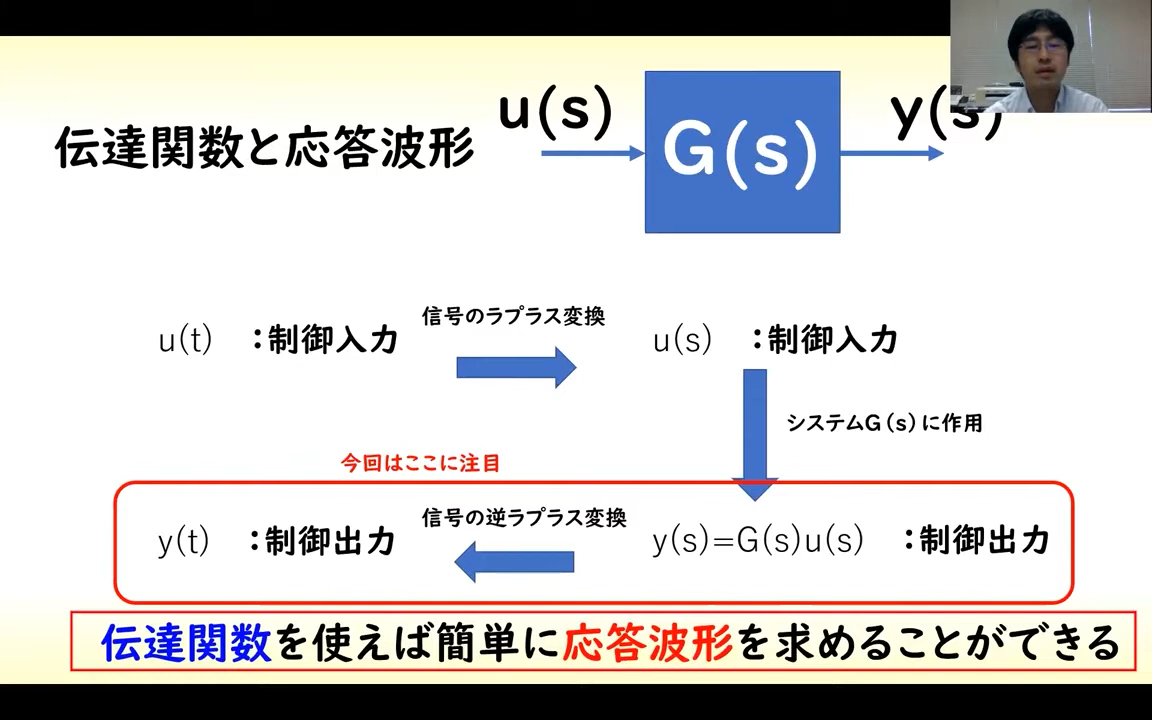 伝達関数と応答波形
u(s)
G(s)
y(s)
信号のラプラス変換
u(t) :制御入力
u(s) :制御入力
システムG(s)に作用
今回はここに注目
信号の逆ラプラス変換
y(t) :制御出力
y(s)=G(s)u(s) :制御出力
伝達関数を使えば簡単に応答波形を求めることができる